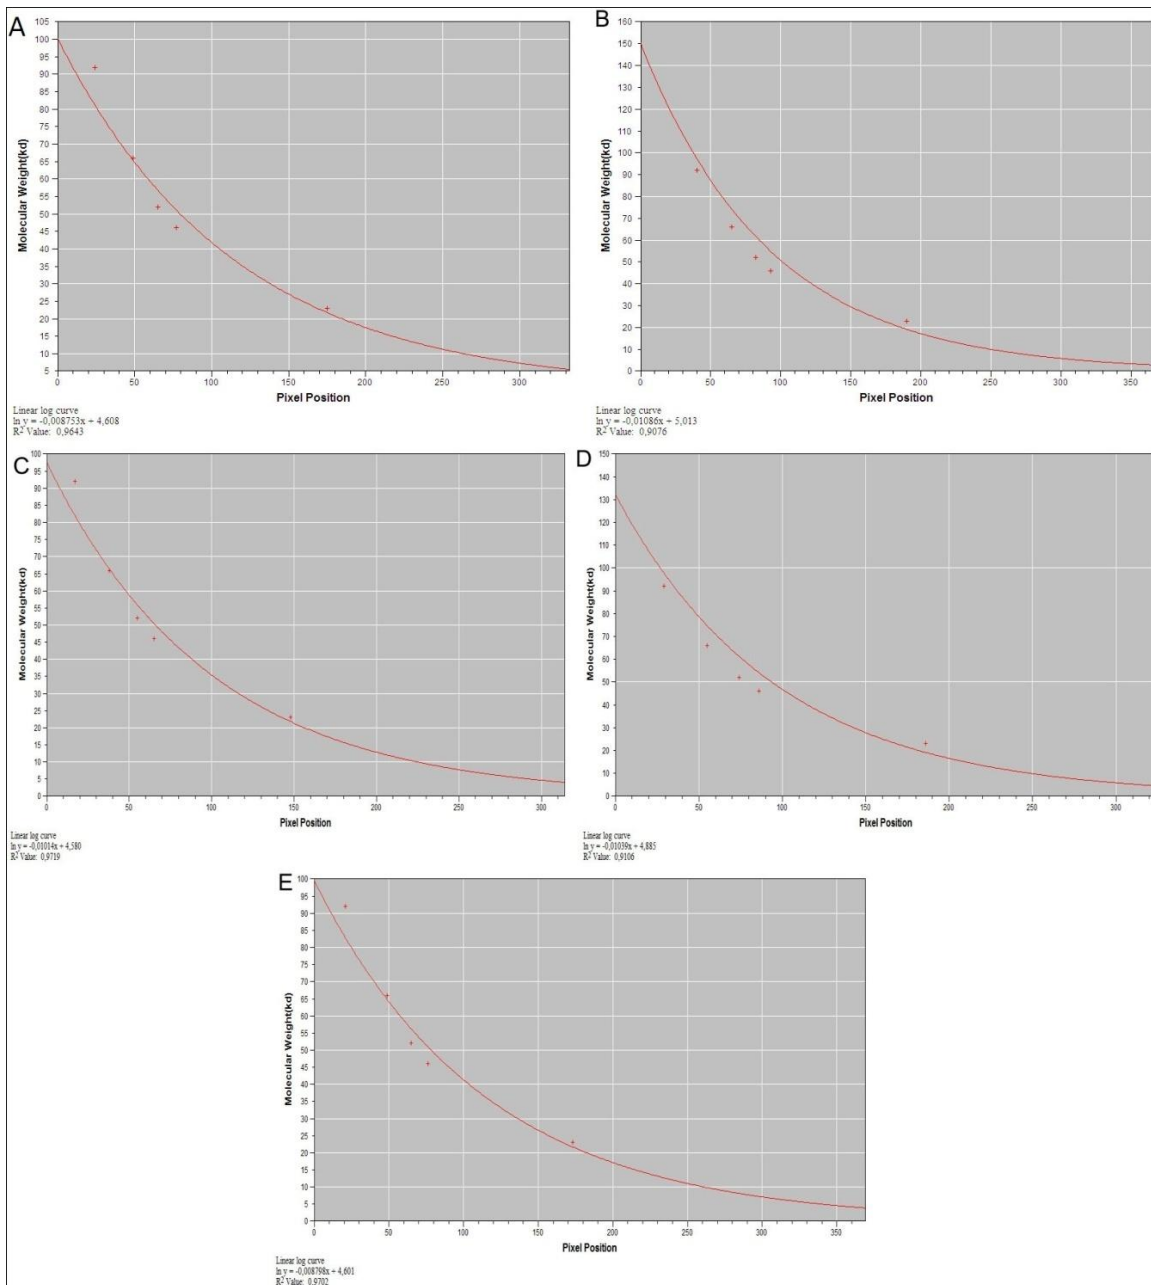 A
105
100
95
90
85
80
75
70
65
60
55
50
45
40
35
30
25
20
15
10
5
Molecular Weight(kd)
0 50 100 150 200 250 300
Pixel Position
Linear log curve
ln y = -0,008753x + 4,608
R² Value: 0,9643
B
160
150
140
130
120
110
100
90
80
70
60
50
40
30
20
10
0
Molecular Weight(kd)
0 50 100 150 200 250 300 350
Pixel Position
Linear log curve
ln y = -0,01086x + 5,013
R² Value: 0,9076
C
100
95
90
85
80
75
70
65
60
55
50
45
40
35
30
25
20
15
10
5
0
Molecular Weight(kd)
0 50 100 150 200 250 300
Pixel Position
Linear log curve
ln y = -0,01014x + 4,580
R² Value: 0,9719
D
150
140
130
120
110
100
90
80
70
60
50
40
30
20
10
0
Molecular Weight(kd)
0 50 100 150 200 250 300
Pixel Position
Linear log curve
ln y = -0,01039x + 4,885
R² Value: 0,9106
E
100
95
90
85
80
75
70
65
60
55
50
45
40
35
30
25
20
15
10
5
0
Molecular Weight(kd)
0 50 100 150 200 250 300 350
Pixel Position
Linear log curve
ln y = -0,008798x + 4,601
R² Value: 0,9702